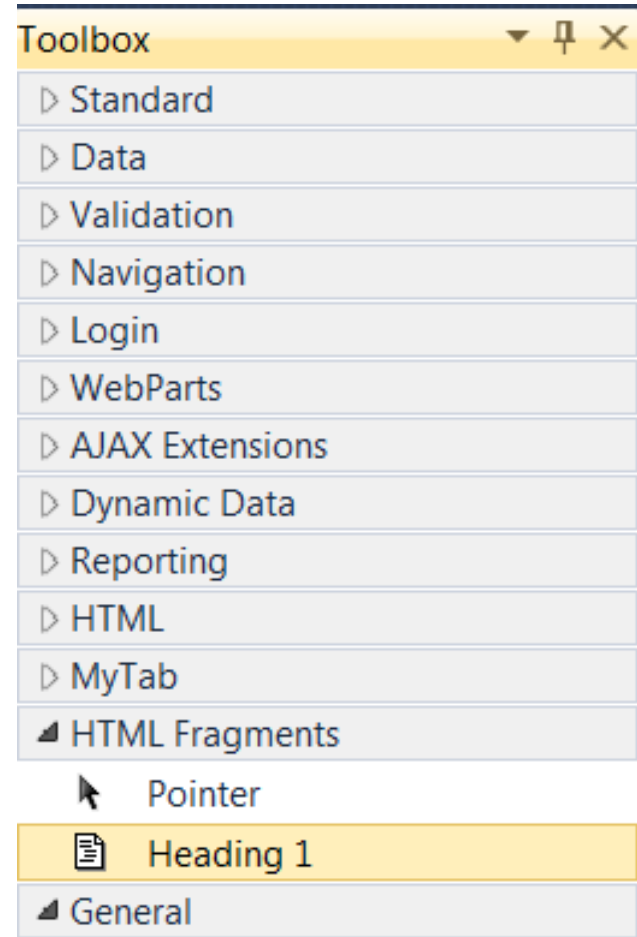 Toolbox
Standard
Data
Validation
Navigation
Login
WebParts
AJAX Extensions
Dynamic Data
Reporting
HTML
MyTab
HTML Fragments
Pointer
Heading 1
General